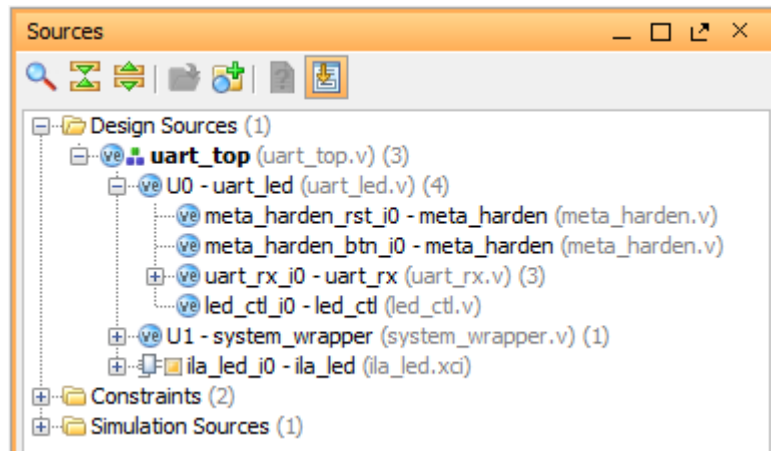 Sources
Design Sources (1)
uart_top (uart_top.v) (3)
U0 - uart_led (uart_led.v) (4)
meta_harden_rst_i0 - meta_harden (meta_harden.v)
meta_harden_btn_i0 - meta_harden (meta_harden.v)
uart_rx_i0 - uart_rx (uart_rx.v) (3)
led_ctl_i0 - led_ctl (led_ctl.v)
U1 - system_wrapper (system_wrapper.v) (1)
ila_led_i0 - ila_led (ila_led.xci)
Constraints (2)
Simulation Sources (1)